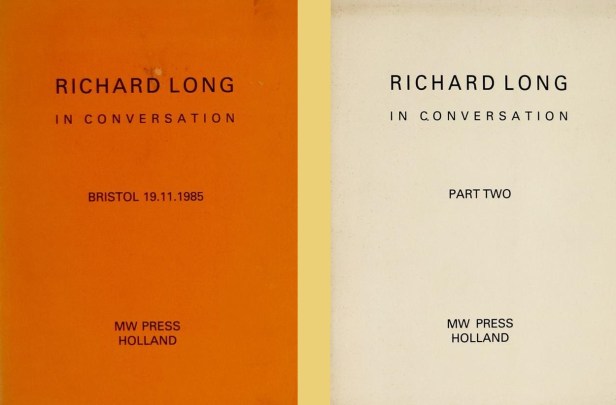 RICHARD LONG
IN CONVERSATION
BRISTOL 19.11.1985
MW PRESS
HOLLAND
RICHARD LONG
IN CONVERSATION
PART TWO
MW PRESS
HOLLAND